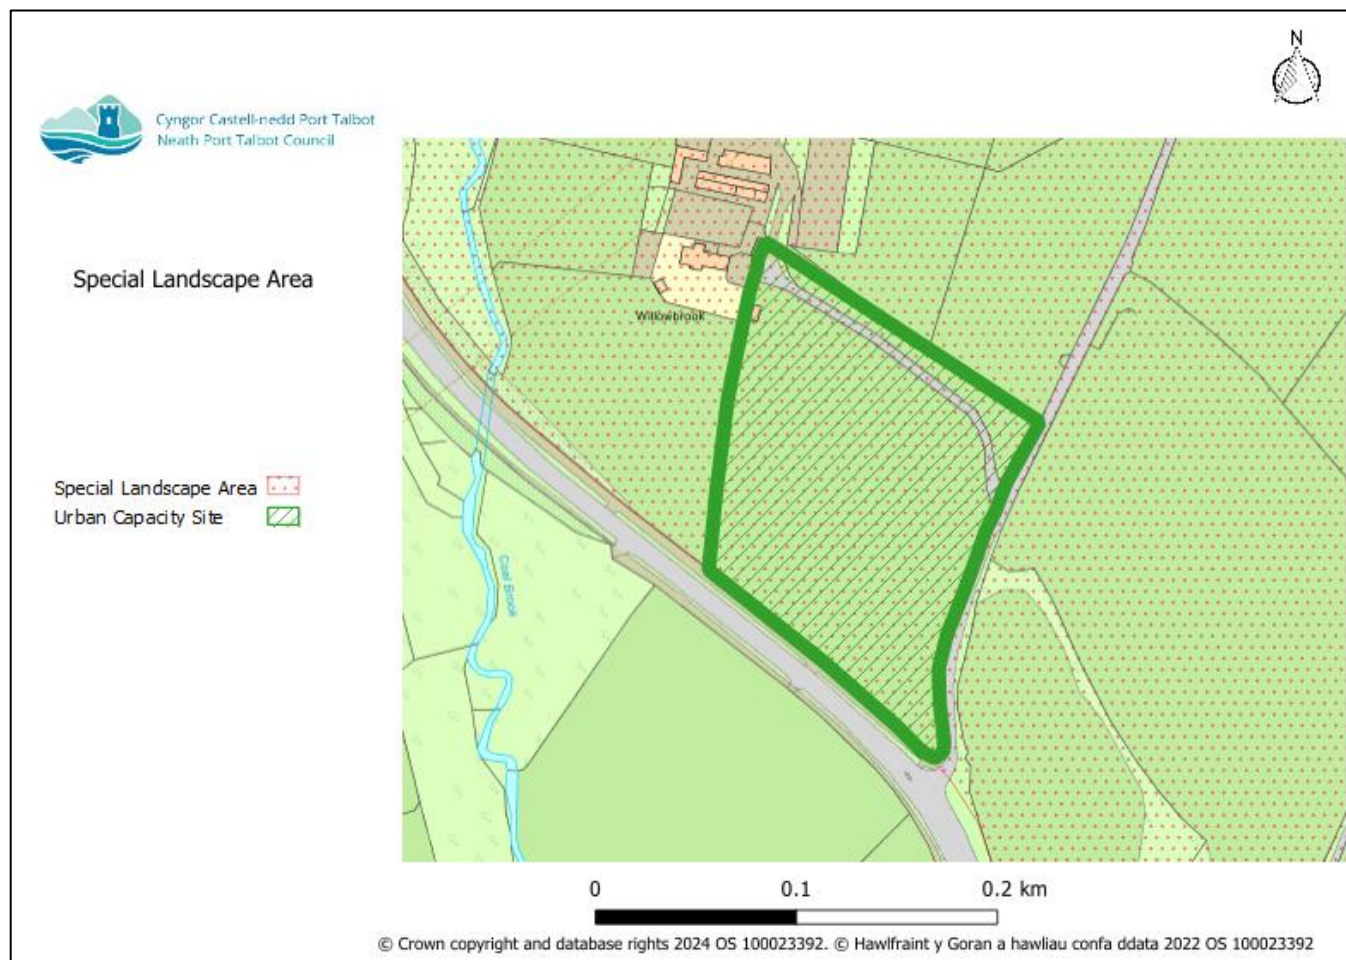 N
Cyngor Castell-nedd Port Talbot
Neath Port Talbot Council
Special Landscape Area
Willowbrook
Special Landscape Area
Urban Capacity Site
Coal Brook
0 0.1 0.2 km
© Crown copyright and database rights 2024 OS 100023392. © Hawlfraint y Goran a hawliau confa ddata 2022 OS 100023392